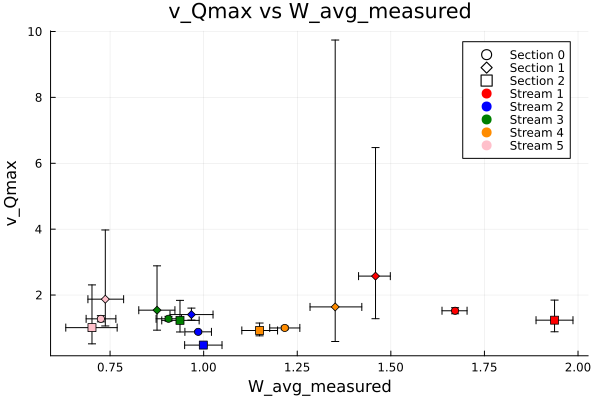 v_Qmax vs W_avg_measured
10
8
6
4
2
v_Qmax
Section 0
Section 1
Section 2
Stream 1
Stream 2
Stream 3
Stream 4
Stream 5
0.75
1.00
1.25
1.50
1.75
2.00
W_avg_measured